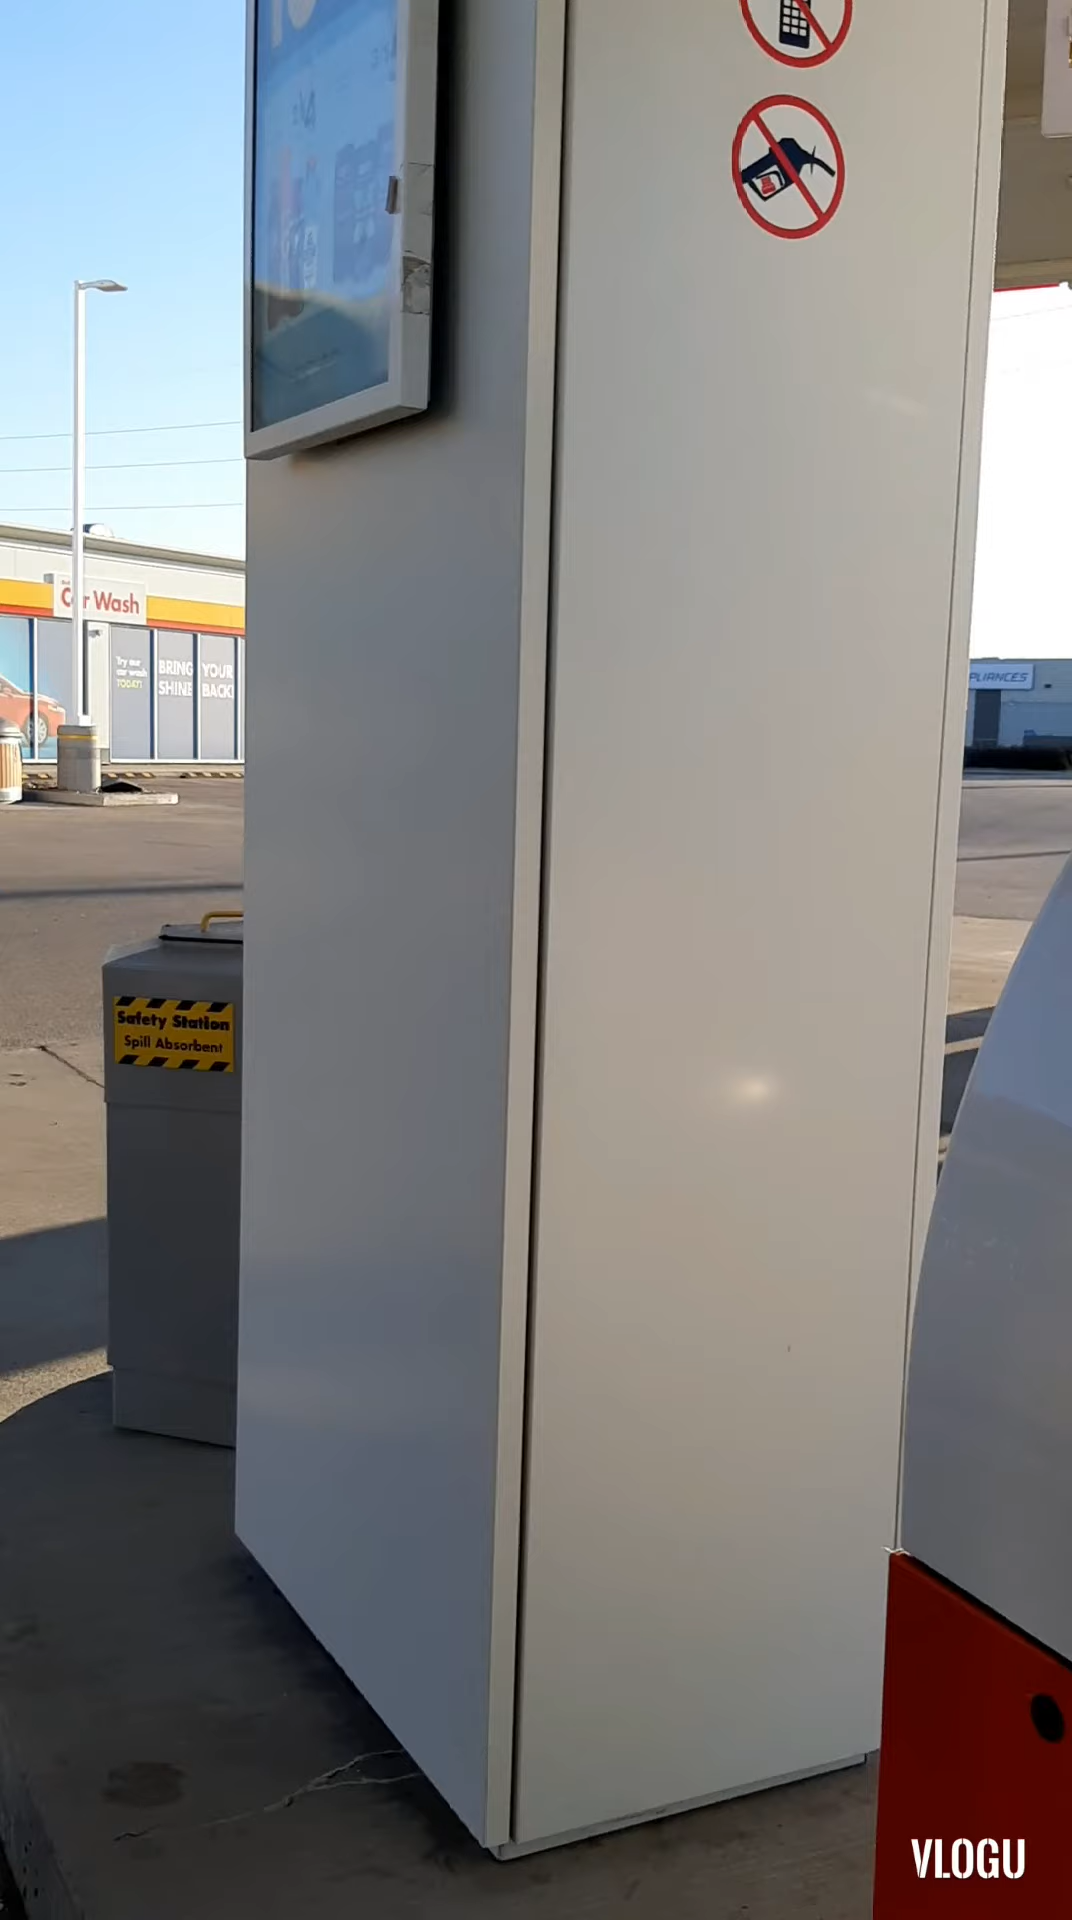 Car Wash
Try our
car wash
TODAY!
BRING YOUR
SHINE BACK!
PLIANCES
Safety Station
Spill Absorbent
VLOGU